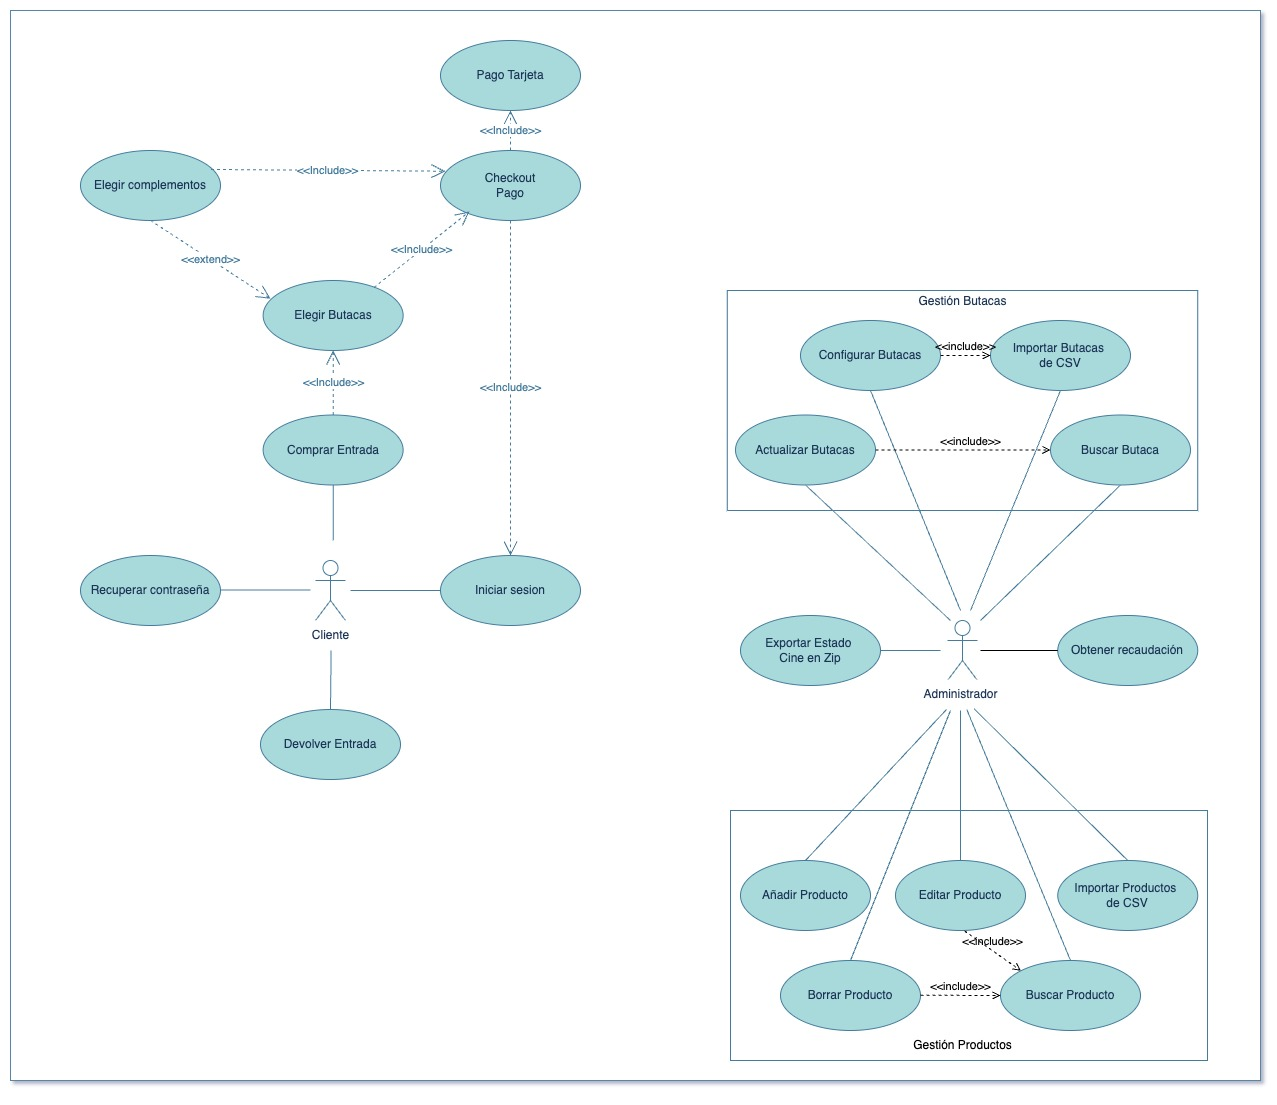 Pago Tarjeta
<<Include>>
Elegir complementos
<<Include>>
Checkout
Pago
<<extend>>
<<Include>>
Elegir Butacas
<<Include>>
<<Include>>
Comprar Entrada
Recuperar contraseña
Iniciar sesion
Cliente
Devolver Entrada
Gestión Butacas
Configurar Butacas
<<include>>
Importar Butacas
de CSV
Actualizar Butacas
<<include>>
Buscar Butaca
Exportar Estado
Cine en Zip
Obtener recaudación
Administrador
Añadir Producto
Editar Producto
Importar Productos
de CSV
<<Include>>
Borrar Producto
<<include>>
Buscar Producto
Gestión Productos